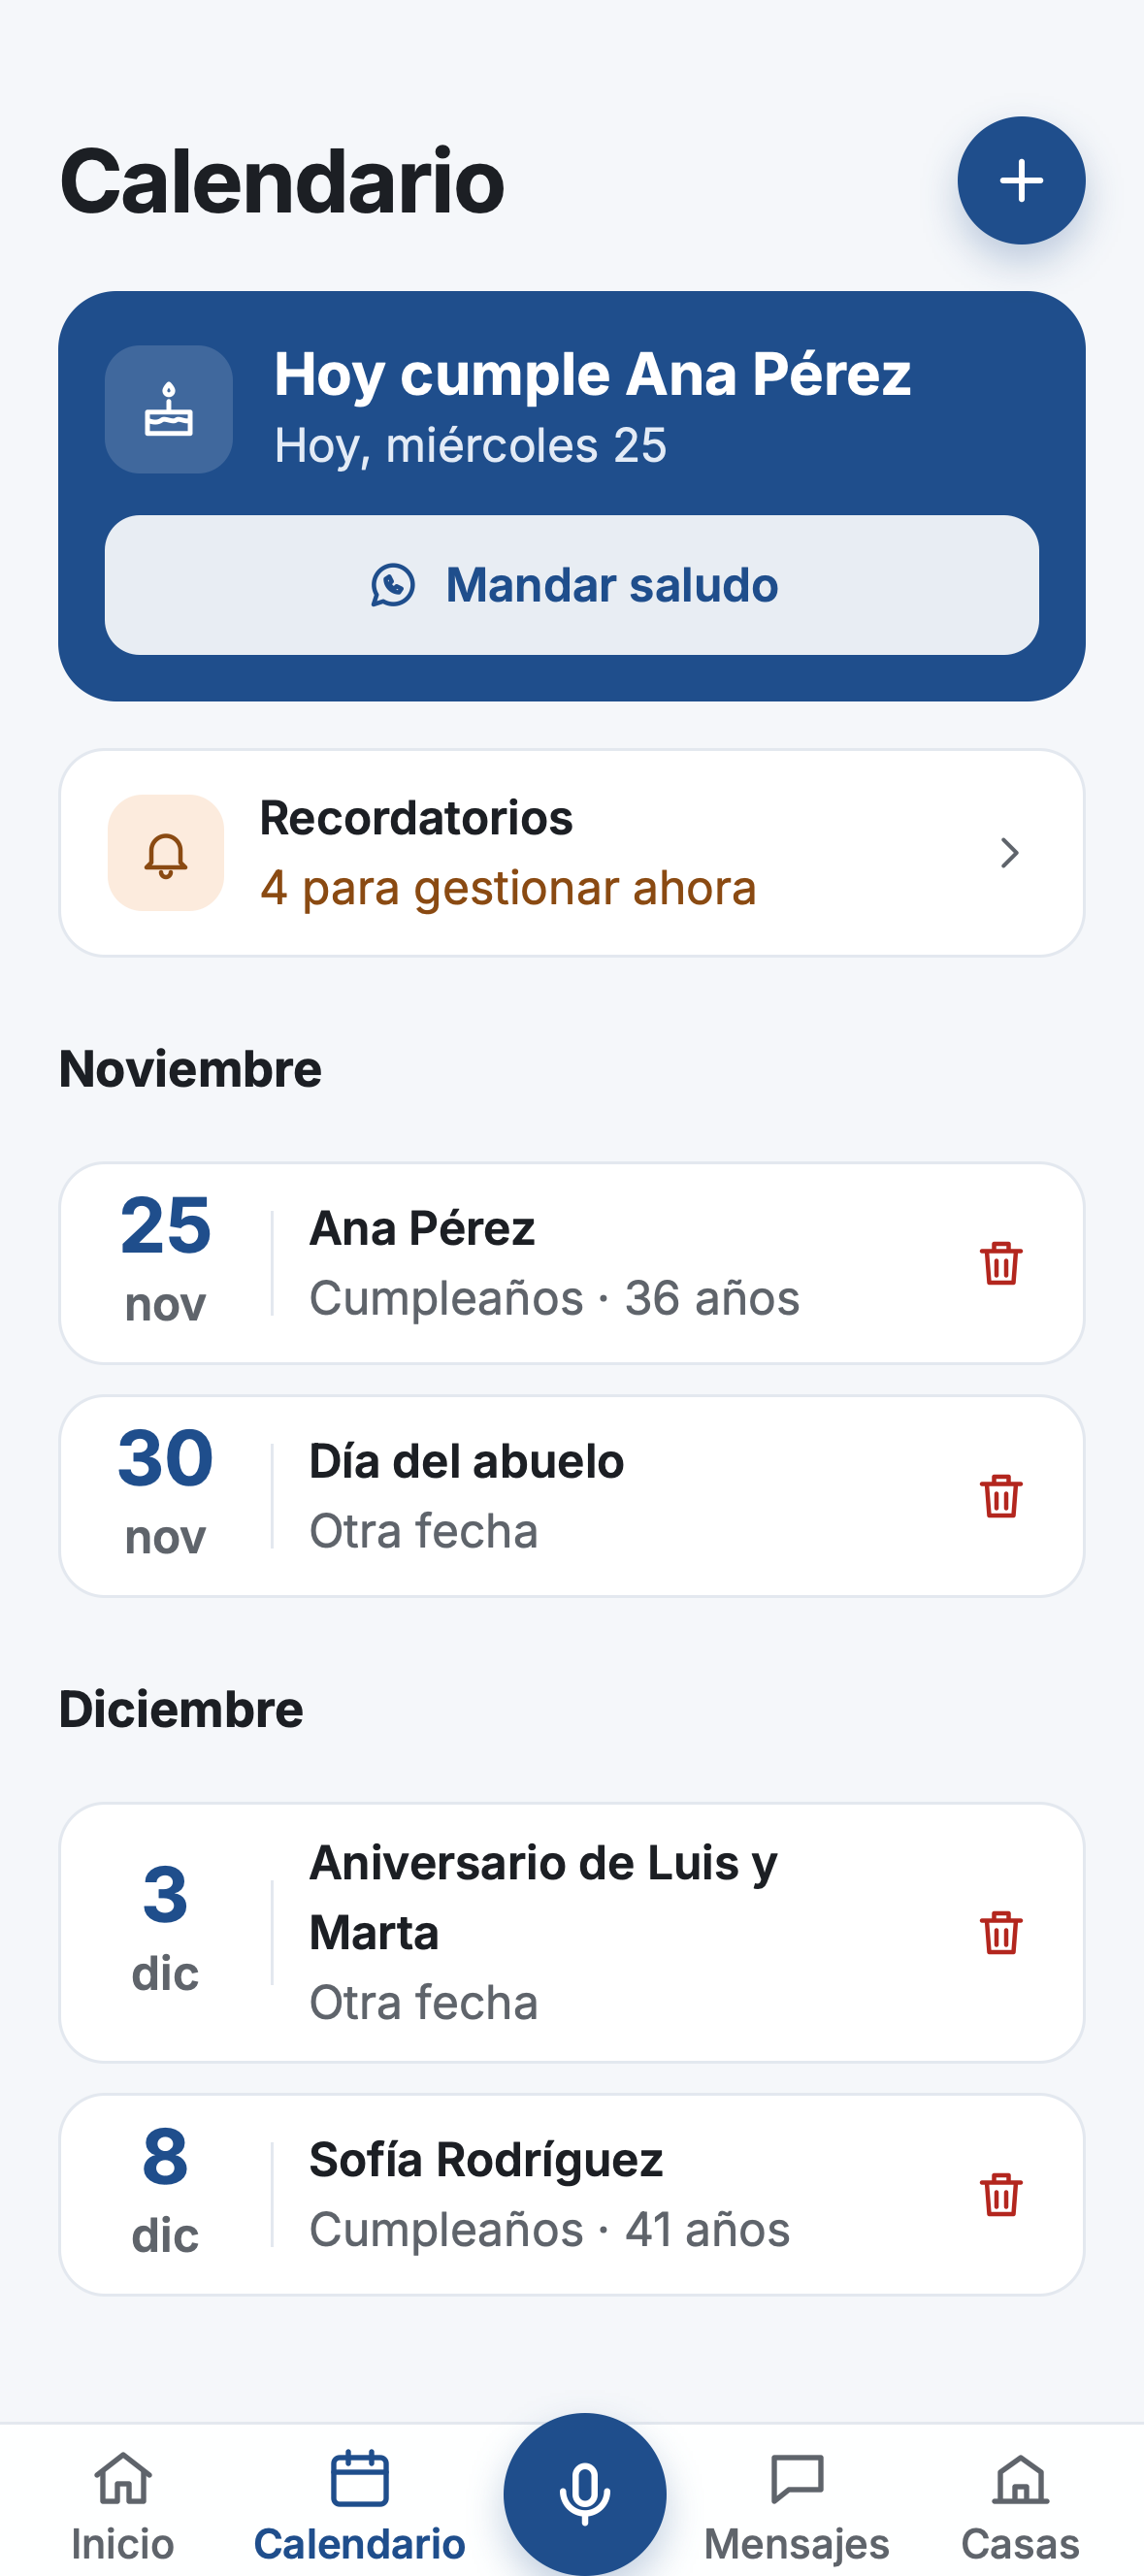 Calendario
Hoy cumple Ana Pérez
Hoy, miércoles 25
Mandar saludo
Recordatorios
4 para gestionar ahora
Noviembre
25
nov
Ana Pérez
Cumpleaños · 36 años
30
nov
Día del abuelo
Otra fecha
Diciembre
3
dic
Aniversario de Luis y
Marta
Otra fecha
8
dic
Sofía Rodríguez
Cumpleaños · 41 años
Inicio
Calendario
Mensajes
Casas